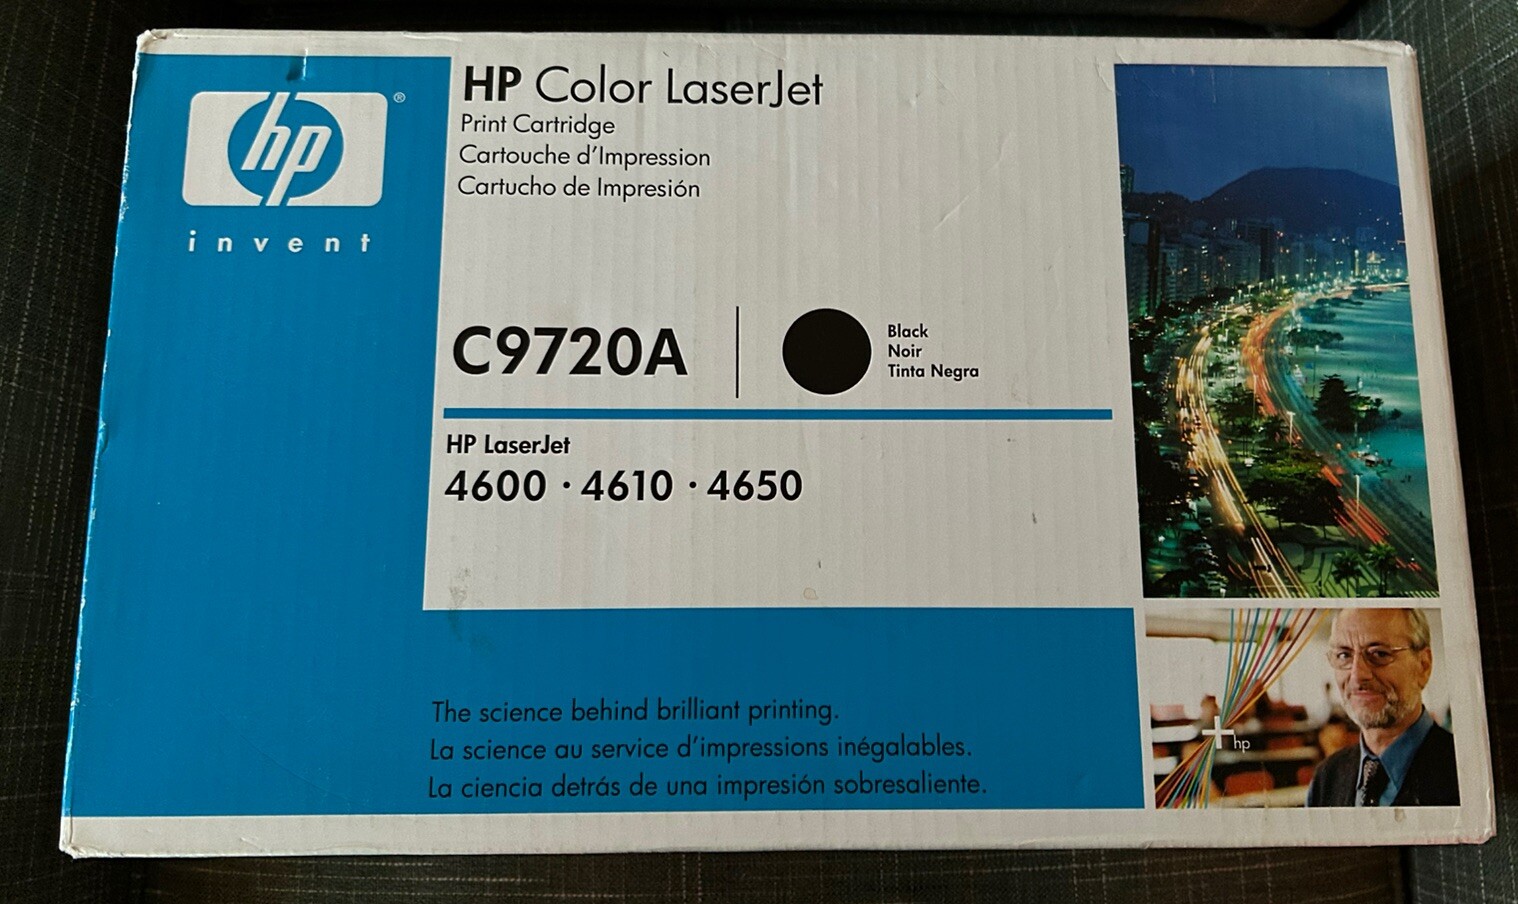 hp
®
invent
HP Color LaserJet
Print Cartridge
Cartouche d'Impression
Cartucho de Impresión
C9720A
Black
Noir
Tinta Negra
HP LaserJet
4600 · 4610 · 4650
The science behind brilliant printing.
La science au service d'impressions inégalables.
La ciencia detrás de una impresión sobresaliente.
+hp